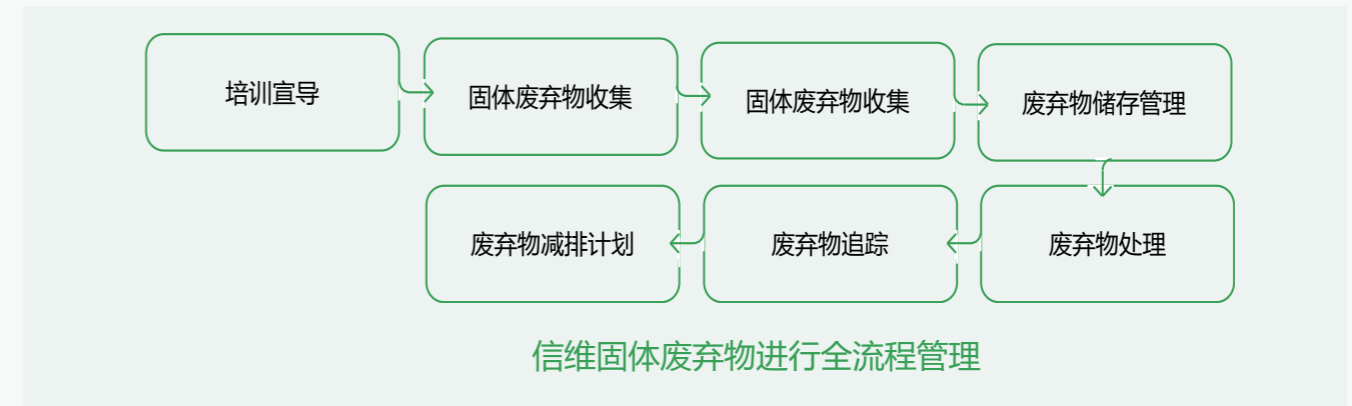 培训宣导
固体废弃物收集
固体废弃物收集
废弃物储存管理
废弃物处理
废弃物追踪
废弃物减排计划
信维固体废弃物进行全流程管理